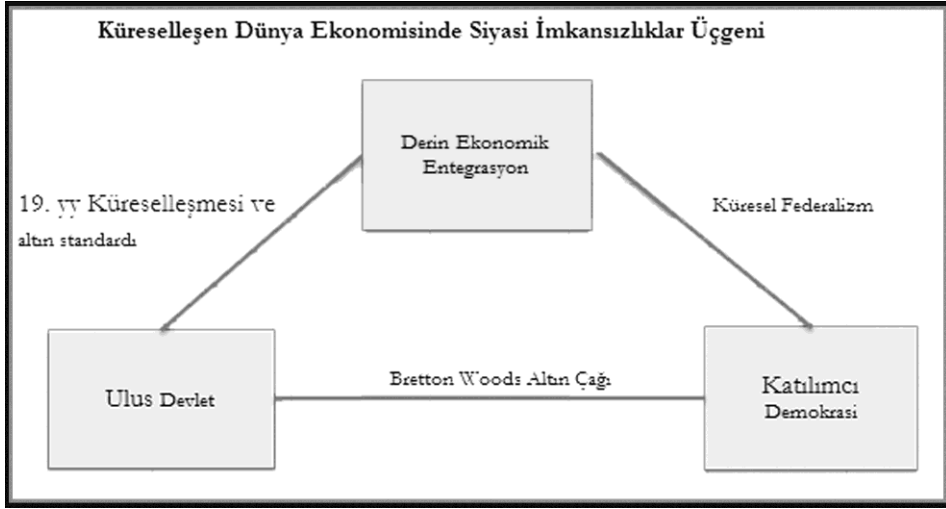 Küreselleşen Dünya Ekonomisinde Siyasi İmkansızlıklar Üçgeni
Derin Ekonomik
Entegrasyon
19. yy Küreselleşmesi ve
altın standardı
Küresel Federalizm
Ulus Devlet
Bretton Woods Altın Çağı
Katılımcı
Demokrasi